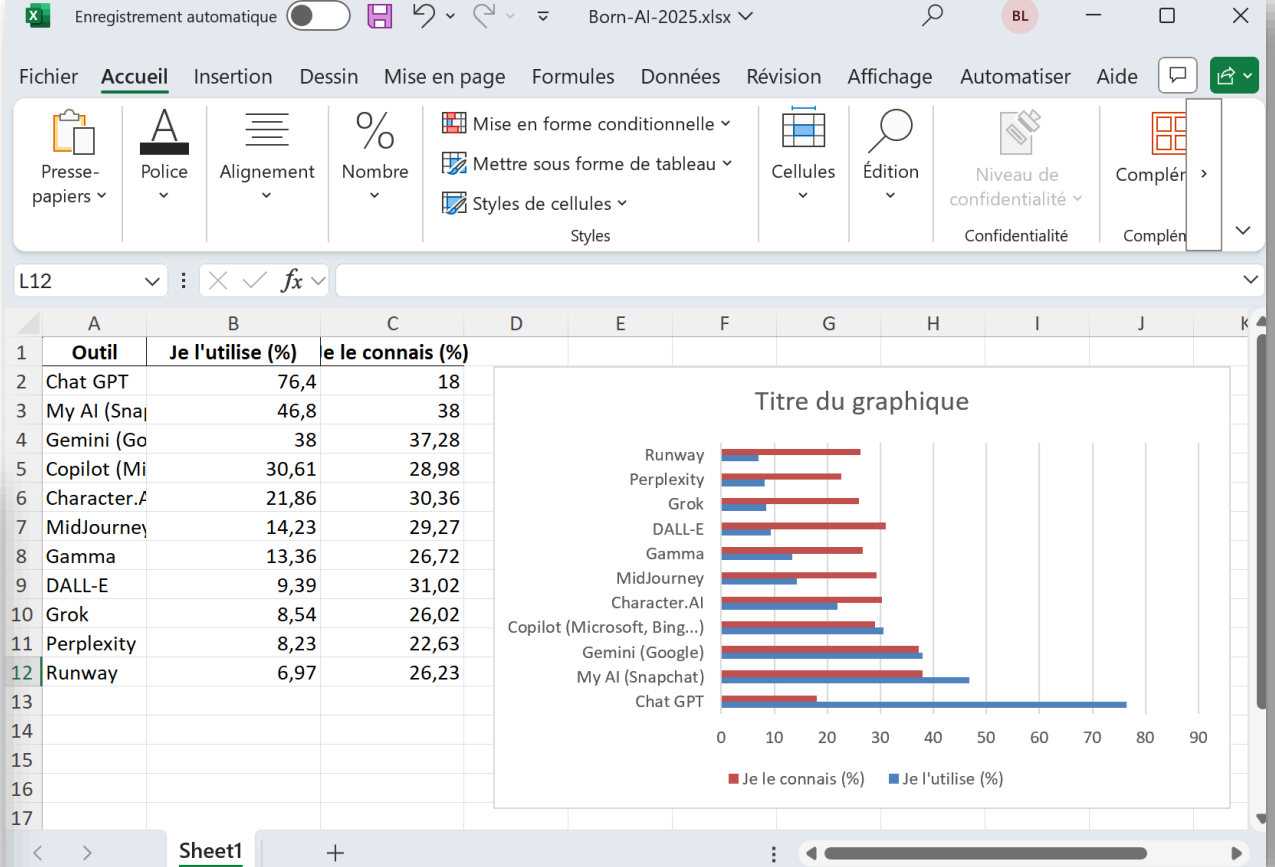 Enregistrement automatique Born-AI-2025.xlsx BL
Fichier Accueil Insertion Dessin Mise en page Formules Données Révision Affichage Automatiser Aide
Presse-papiers
Police
Alignement
Nombre
Mise en forme conditionnelle
Mettre sous forme de tableau
Styles de cellules
Styles
Cellules
Édition
Niveau de
confidentialité
Confidentialité
Complém
Complém
L12 fx
A B C D E F G H I J K
1 Outil Je l'utilise (%) Je le connais (%)
2 Chat GPT 76,4 18
3 My AI (Snap 46,8 38
4 Gemini (Go 38 37,28
5 Copilot (Mi 30,61 28,98
6 Character.A 21,86 30,36
7 MidJourney 14,23 29,27
8 Gamma 13,36 26,72
9 DALL-E 9,39 31,02
10 Grok 8,54 26,02
11 Perplexity 8,23 22,63
12 Runway 6,97 26,23
13
14
15
16
17
Titre du graphique
Runway
Perplexity
Grok
DALL-E
Gamma
MidJourney
Character.AI
Copilot (Microsoft, Bing...)
Gemini (Google)
My AI (Snapchat)
Chat GPT
0 10 20 30 40 50 60 70 80 90
Je le connais (%) Je l'utilise (%)
Sheet1